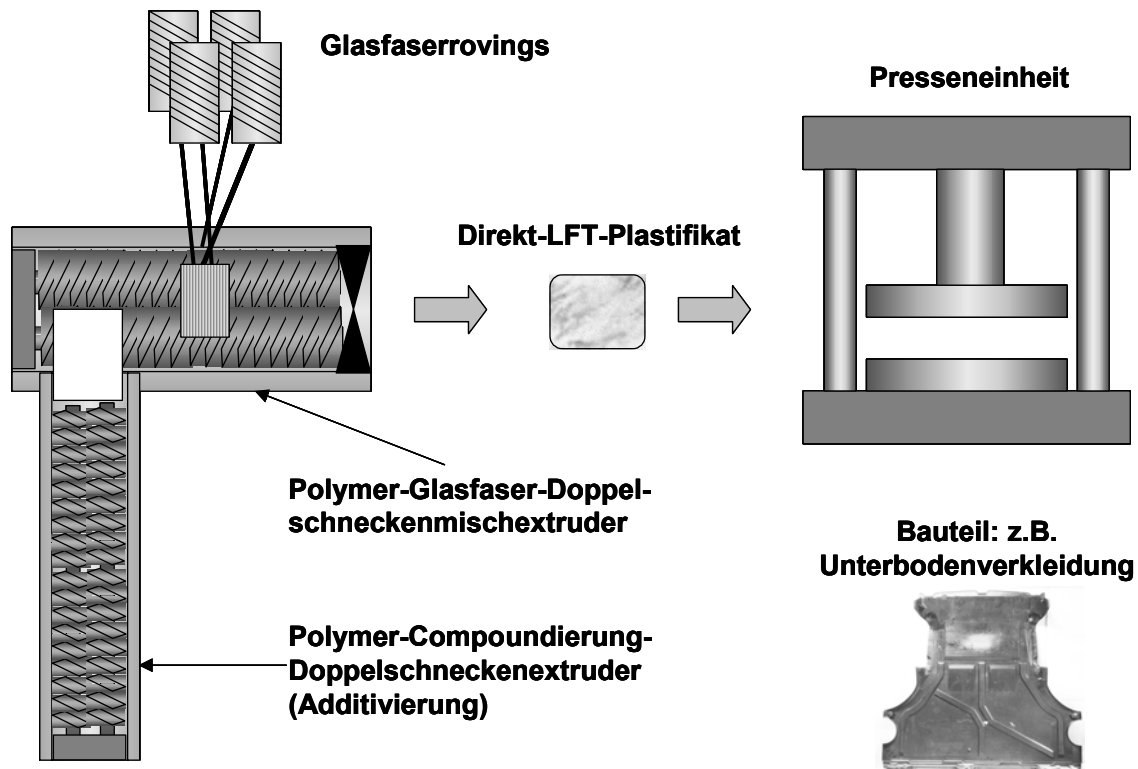 Glasfaserrovings
Presseneinheit
Direkt-LFT-Plastifikat
Polymer-Glasfaser-Doppel-
schneckenmischextruder
Bauteil: z.B.
Unterbodenverkleidung
Polymer-Compoundierung-
Doppelschneckenextruder
(Additivierung)